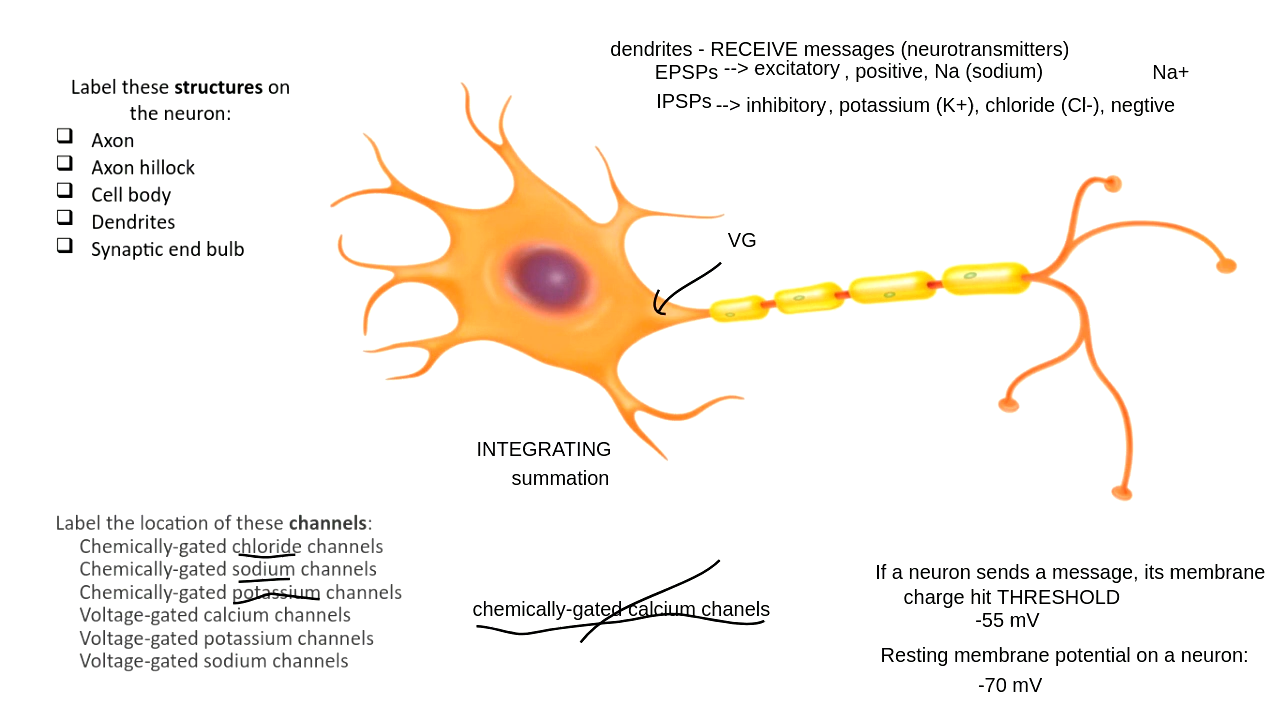 dendrites - RECEIVE messages (neurotransmitters)
EPSPs --> excitatory , positive, Na (sodium) Na+
IPSPs --> inhibitory, potassium (K+), chloride (Cl-), negtive
Label these structures on
the neuron:
❑ Axon
❑ Axon hillock
❑ Cell body
❑ Dendrites
❑ Synaptic end bulb
VG
INTEGRATING
summation
Label the location of these channels:
Chemically-gated chloride channels
Chemically-gated sodium channels
Chemically-gated potassium channels
Voltage-gated calcium channels
Voltage-gated potassium channels
Voltage-gated sodium channels
chemically-gated calcium chanels
If a neuron sends a message, its membrane
charge hit THRESHOLD
-55 mV
Resting membrane potential on a neuron:
-70 mV